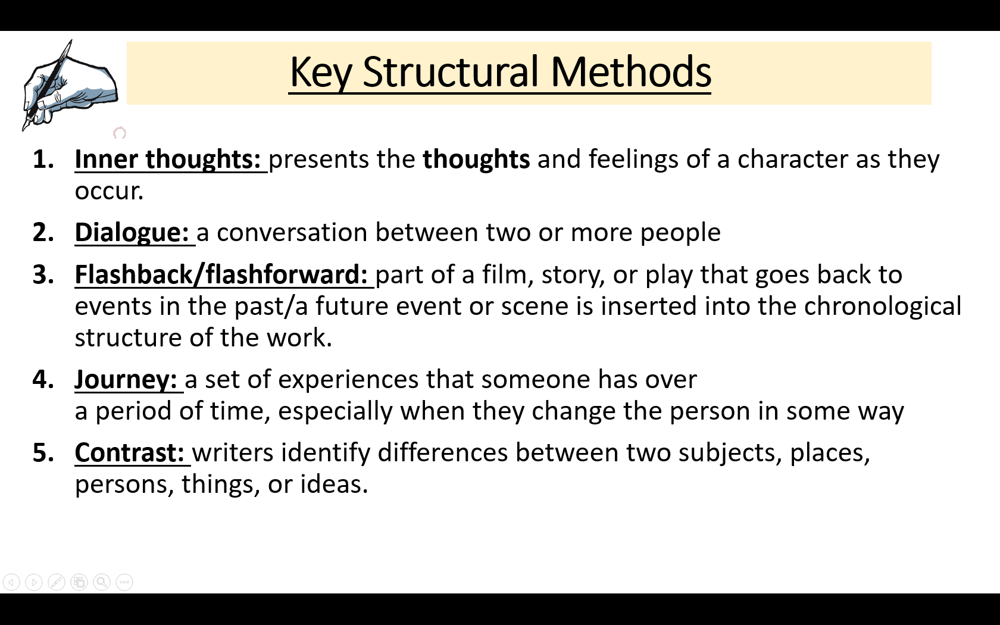 Key Structural Methods
1. Inner thoughts: presents the thoughts and feelings of a character as they
occur.
2. Dialogue: a conversation between two or more people
3. Flashback/flashforward: part of a film, story, or play that goes back to
events in the past/a future event or scene is inserted into the chronological
structure of the work.
4. Journey: a set of experiences that someone has over
a period of time, especially when they change the person in some way
5. Contrast: writers identify differences between two subjects, places,
persons, things, or ideas.